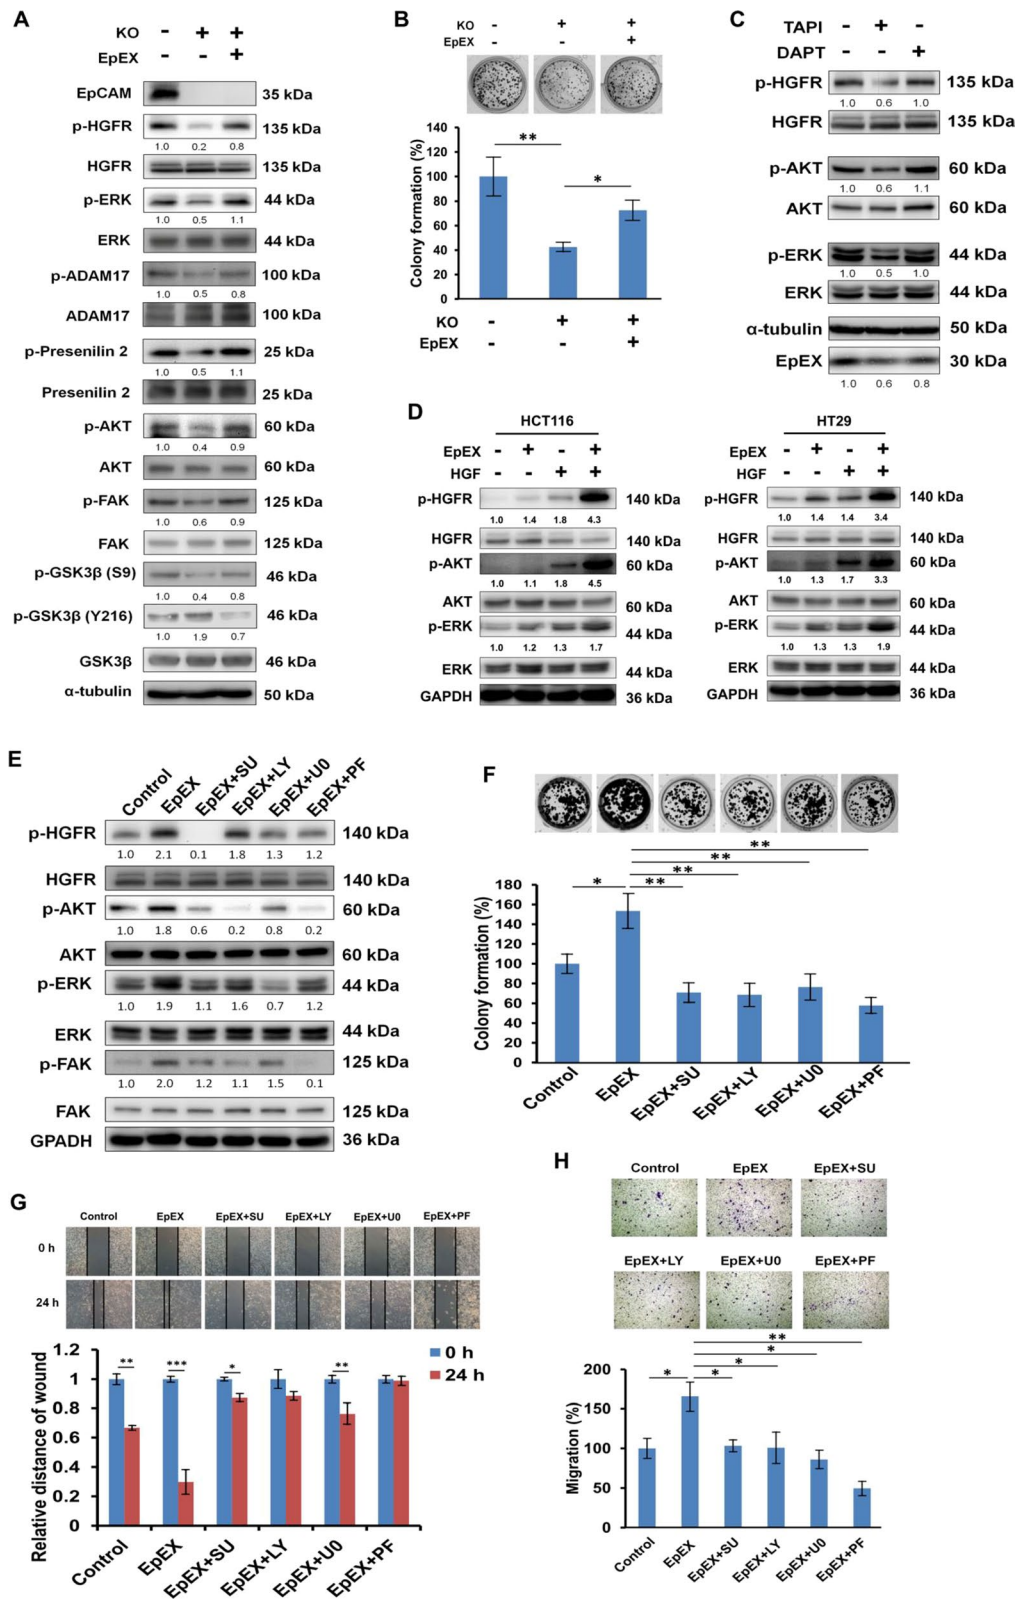 A
KO - + +
EpEX - - +
EpCAM 35 kDa
p-HGFR 135 kDa
1.0 0.2 0.8
HGFR 135 kDa
p-ERK 44 kDa
1.0 0.5 1.1
ERK 44 kDa
p-ADAM17 100 kDa
1.0 0.5 0.8
ADAM17 100 kDa
p-Presenilin 2 25 kDa
1.0 0.5 1.1
Presenilin 2 25 kDa
p-AKT 60 kDa
1.0 0.4 0.9
AKT 60 kDa
p-FAK 125 kDa
1.0 0.6 0.9
FAK 125 kDa
p-GSK3β (S9) 46 kDa
1.0 0.4 0.8
p-GSK3β (Y216) 46 kDa
1.0 1.9 0.7
GSK3β 46 kDa
α-tubulin 50 kDa
B
KO - + +
EpEX - - +
Colony formation (%)
140
120
100
80
60
40
20
0
** *
KO - + +
EpEX - - +
C
TAPI - + -
DAPT - - +
p-HGFR 135 kDa
1.0 0.6 1.0
HGFR 135 kDa
p-AKT 60 kDa
1.0 0.6 1.1
AKT 60 kDa
p-ERK 44 kDa
1.0 0.5 1.0
ERK 44 kDa
α-tubulin 50 kDa
EpEX 30 kDa
1.0 0.6 0.8
D
HCT116
EpEX - + - +
HGF - - + +
p-HGFR 140 kDa
1.0 1.4 1.8 4.3
HGFR 140 kDa
p-AKT 60 kDa
1.0 1.1 1.8 4.5
AKT 60 kDa
p-ERK 44 kDa
1.0 1.2 1.3 1.7
ERK 44 kDa
GAPDH 36 kDa
HT29
EpEX - + - +
HGF - - + +
p-HGFR 140 kDa
1.0 1.4 1.4 3.4
HGFR 140 kDa
p-AKT 60 kDa
1.0 1.3 1.7 3.3
AKT 60 kDa
p-ERK 44 kDa
1.0 1.3 1.3 1.9
ERK 44 kDa
GAPDH 36 kDa
E
Control EpEX EpEX+SU EpEX+LY EpEX+U0 EpEX+PF
p-HGFR 140 kDa
1.0 2.1 0.1 1.8 1.3 1.2
HGFR 140 kDa
p-AKT 60 kDa
1.0 1.8 0.6 0.2 0.8 0.2
AKT 60 kDa
p-ERK 44 kDa
1.0 1.9 1.1 1.6 0.7 1.2
ERK 44 kDa
p-FAK 125 kDa
1.0 2.0 1.2 1.1 1.5 0.1
FAK 125 kDa
GPADH 36 kDa
F
Colony formation (%)
180
160
140
120
100
80
60
40
20
0
**
**
**
* **
Control EpEX EpEX+SU EpEX+LY EpEX+U0 EpEX+PF
G
Control EpEX EpEX+SU EpEX+LY EpEX+U0 EpEX+PF
0 h
24 h
Relative distance of wound
1.2
1
0.8
0.6
0.4
0.2
0
** *** * **
0 h
24 h
Control EpEX EpEX+SU EpEX+LY EpEX+U0 EpEX+PF
H
Control EpEX EpEX+SU
EpEX+LY EpEX+U0 EpEX+PF
Migration (%)
200
150
100
50
0
**
*
*
* *
Control EpEX EpEX+SU EpEX+LY EpEX+U0 EpEX+PF